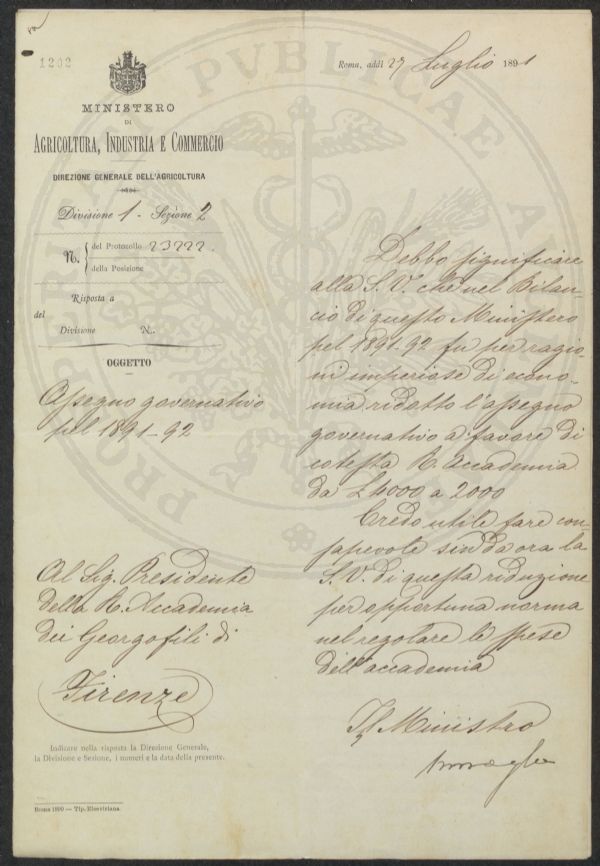 1202
MINISTERO
DI
AGRICOLTURA, INDUSTRIA E COMMERCIO
DIREZIONE GENERALE DELL'AGRICOLTURA
Divisione 1 - Sezione 2
N. del Protocollo 23222.
della Posizione
Risposta a
del
Divisione N.
OGGETTO
Assegno governativo
pel 1891-92
Al Sig. Presidente
della R. Accademia
dei Georgofili di
Firenze
Indicare nella risposta la Direzione Generale,
la Divisione e Sezione, i numeri e la data della presente.
Roma 1890 — Tip. Elzeviriana.
Roma, addì 27 Luglio 1891
Debbo significare
alla S. V. che nel Bilan-
cio di questo Ministero
pel 1891-92 fu per ragio-
ni imperiose di econo-
mia ridotto l'assegno
governativo a favore di
cotesta R. Accademia
da L 4000 a 2000
Credo utile fare con-
sapevole sin da ora la
S. V. di questa riduzione
per opportuna norma
nel regolare le spese
dell'accademia
Il Ministro
PRO PUBLICAE